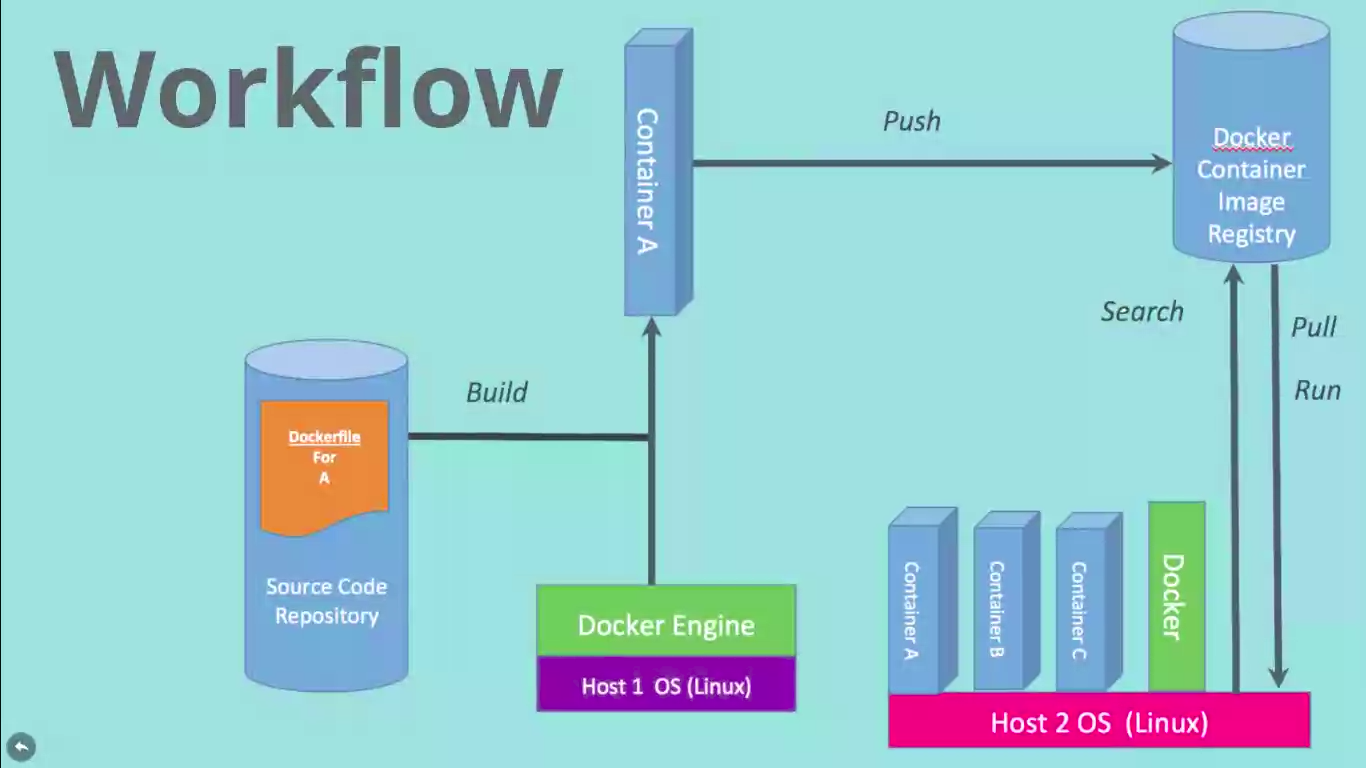 Workflow
Container A
Push
Docker
Container
Image
Registry
Search
Pull
Run
Build
Dockerfile
For
A
Source Code
Repository
Docker Engine
Host 1 OS (Linux)
Container A
Container B
Container C
Docker
Host 2 OS (Linux)